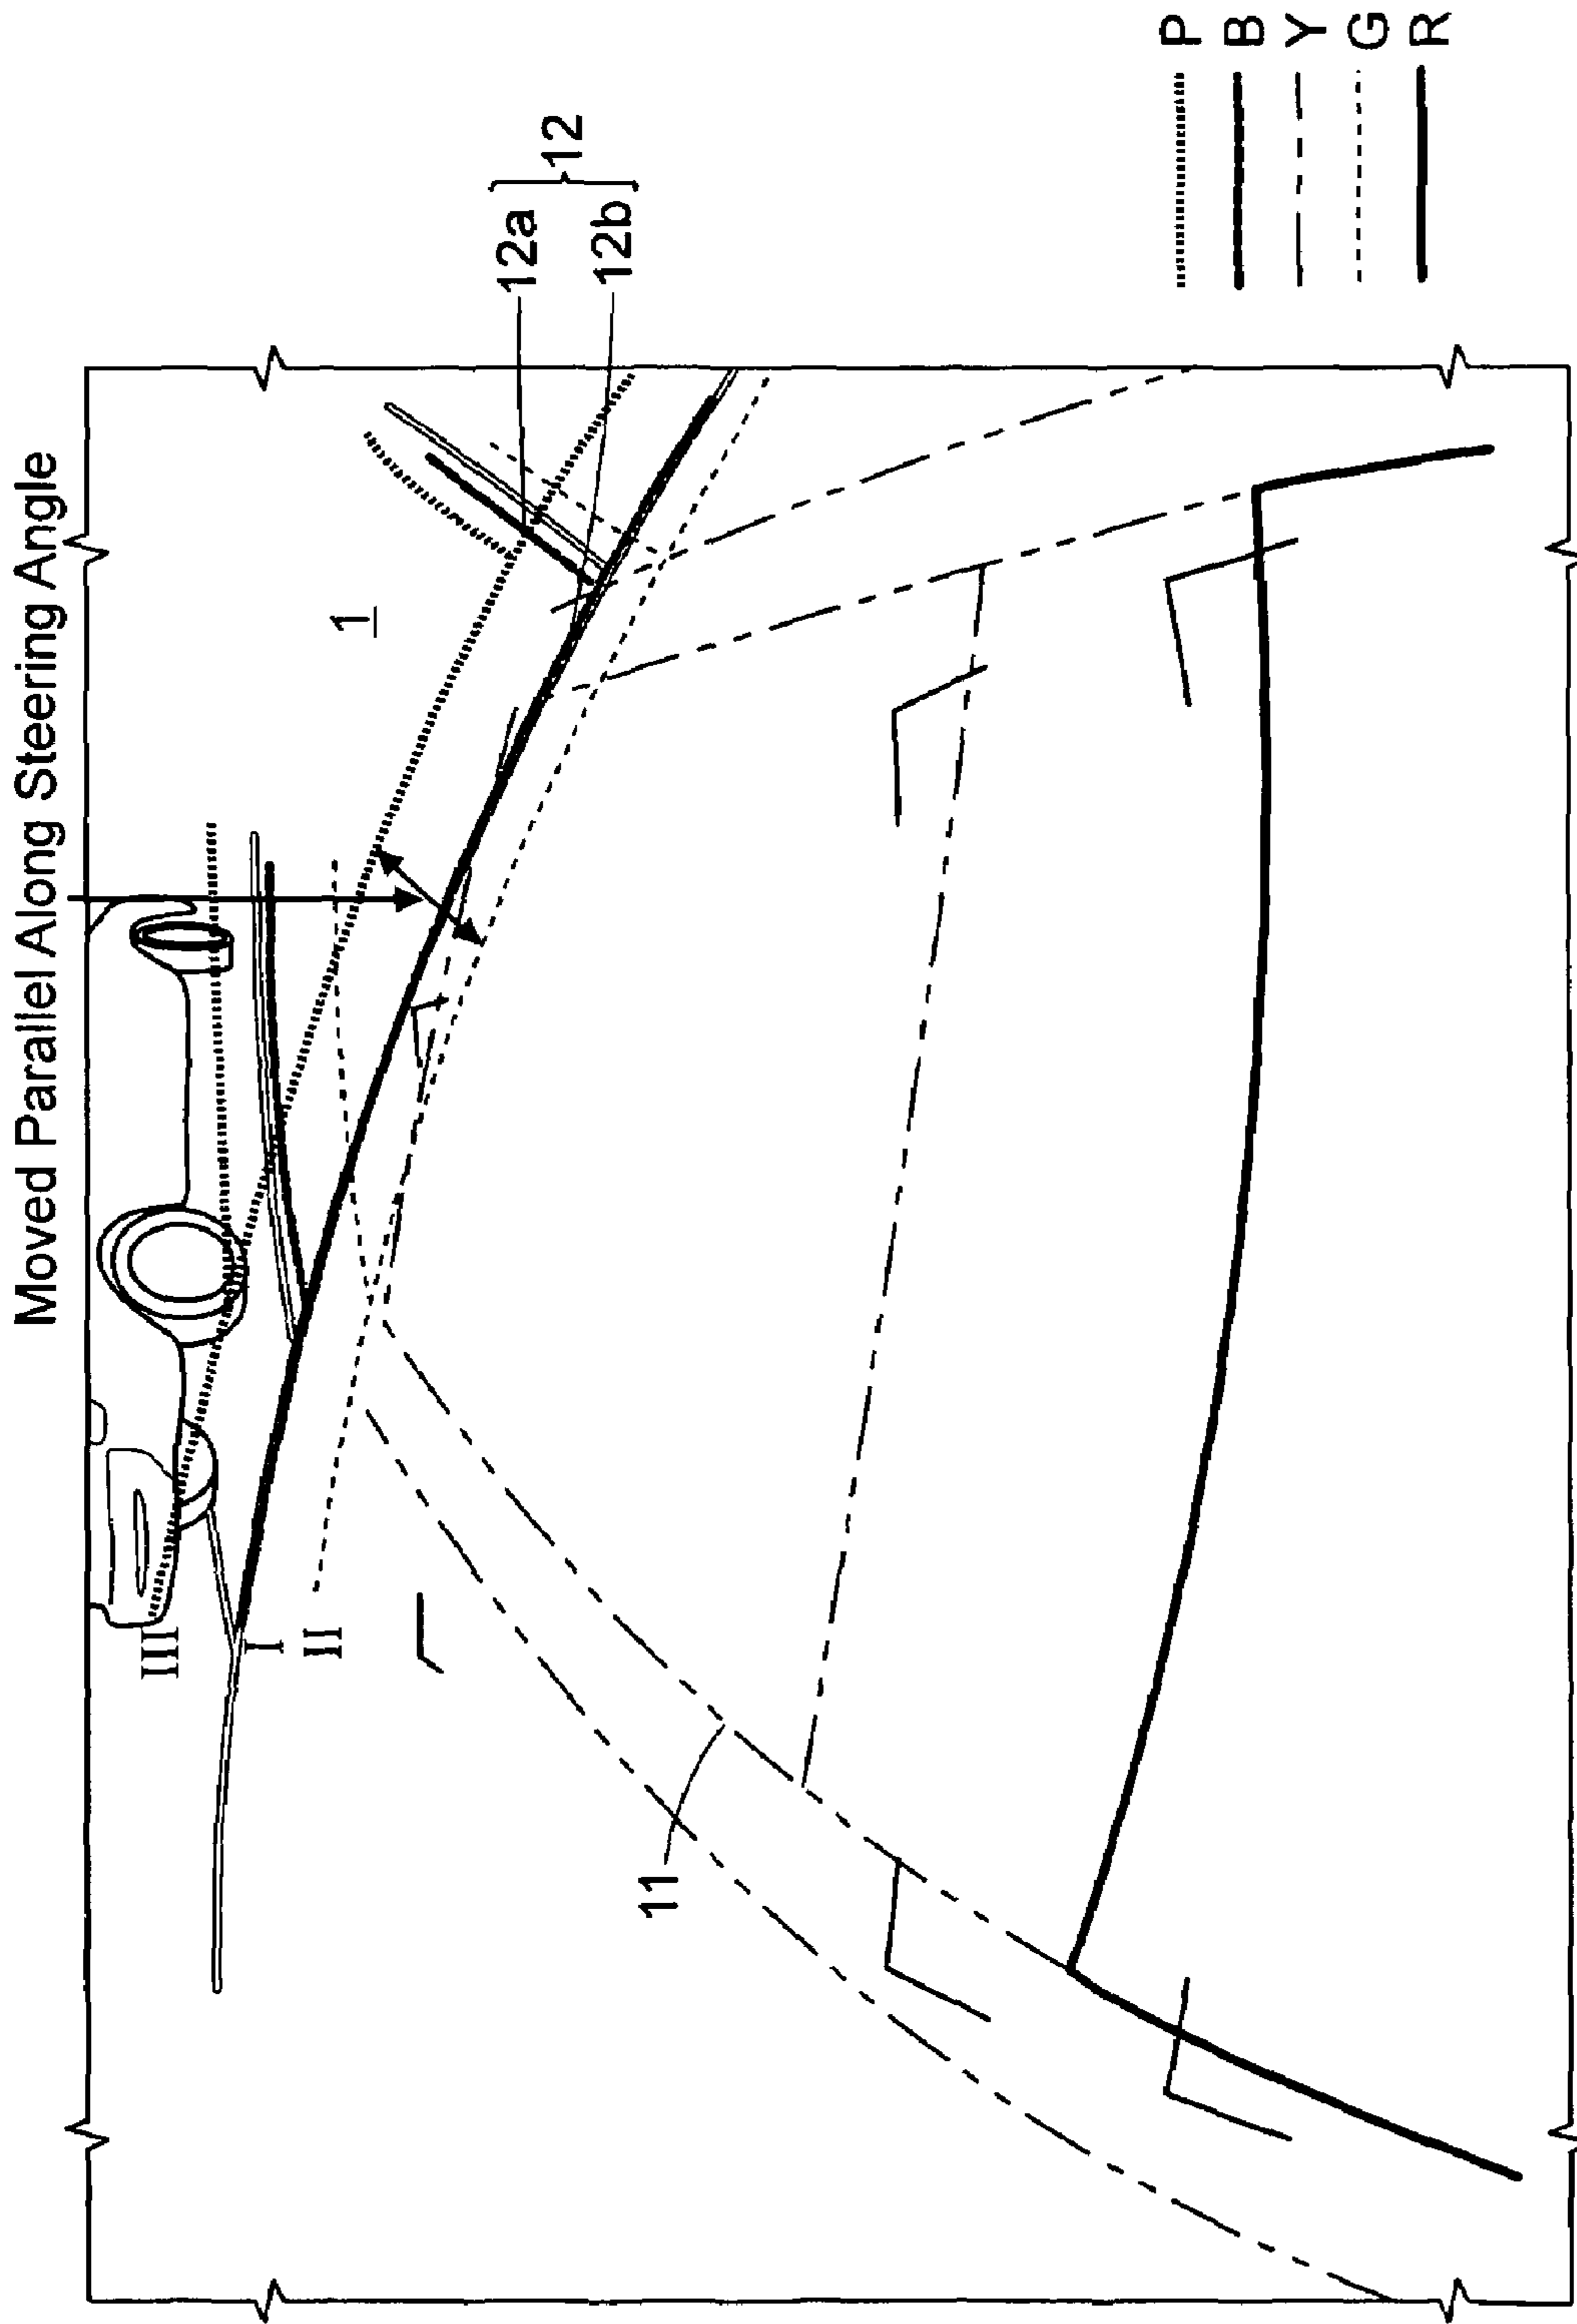 Moved Parallel Along Steering Angle
1
12a
12b
12
III
I
II
11
P
B
Y
G
R